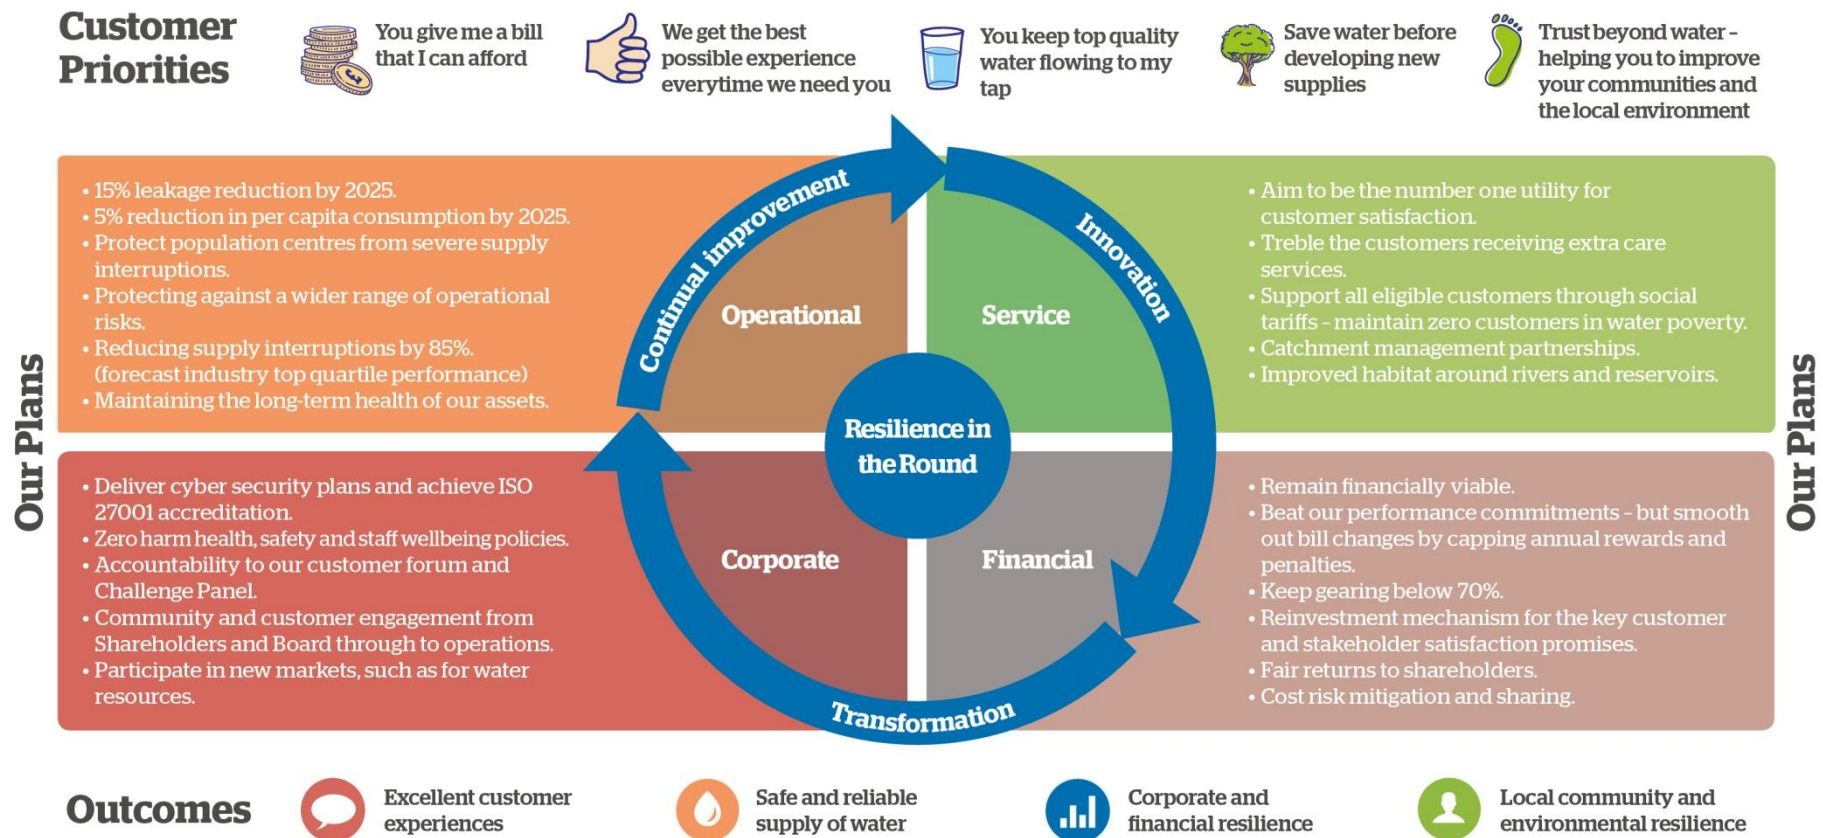 Customer
Priorities
You give me a bill
that I can afford
We get the best
possible experience
everytime we need you
You keep top quality
water flowing to my
tap
Save water before
developing new
supplies
Trust beyond water –
helping you to improve
your communities and
the local environment
Our Plans
• 15% leakage reduction by 2025.
• 5% reduction in per capita consumption by 2025.
• Protect population centres from severe supply
interruptions.
• Protecting against a wider range of operational
risks.
• Reducing supply interruptions by 85%.
(forecast industry top quartile performance)
• Maintaining the long-term health of our assets.
Continual improvement
Operational
Innovation
Service
• Aim to be the number one utility for
customer satisfaction.
• Treble the customers receiving extra care
services.
• Support all eligible customers through social
tariffs – maintain zero customers in water poverty.
• Catchment management partnerships.
• Improved habitat around rivers and reservoirs.
Our Plans
Resilience in
the Round
• Deliver cyber security plans and achieve ISO
27001 accreditation.
• Zero harm health, safety and staff wellbeing policies.
• Accountability to our customer forum and
Challenge Panel.
• Community and customer engagement from
Shareholders and Board through to operations.
• Participate in new markets, such as for water
resources.
Corporate
Financial
Transformation
• Remain financially viable.
• Beat our performance commitments – but smooth
out bill changes by capping annual rewards and
penalties.
• Keep gearing below 70%.
• Reinvestment mechanism for the key customer
and stakeholder satisfaction promises.
• Fair returns to shareholders.
• Cost risk mitigation and sharing.
Outcomes
Excellent customer
experiences
Safe and reliable
supply of water
Corporate and
financial resilience
Local community and
environmental resilience